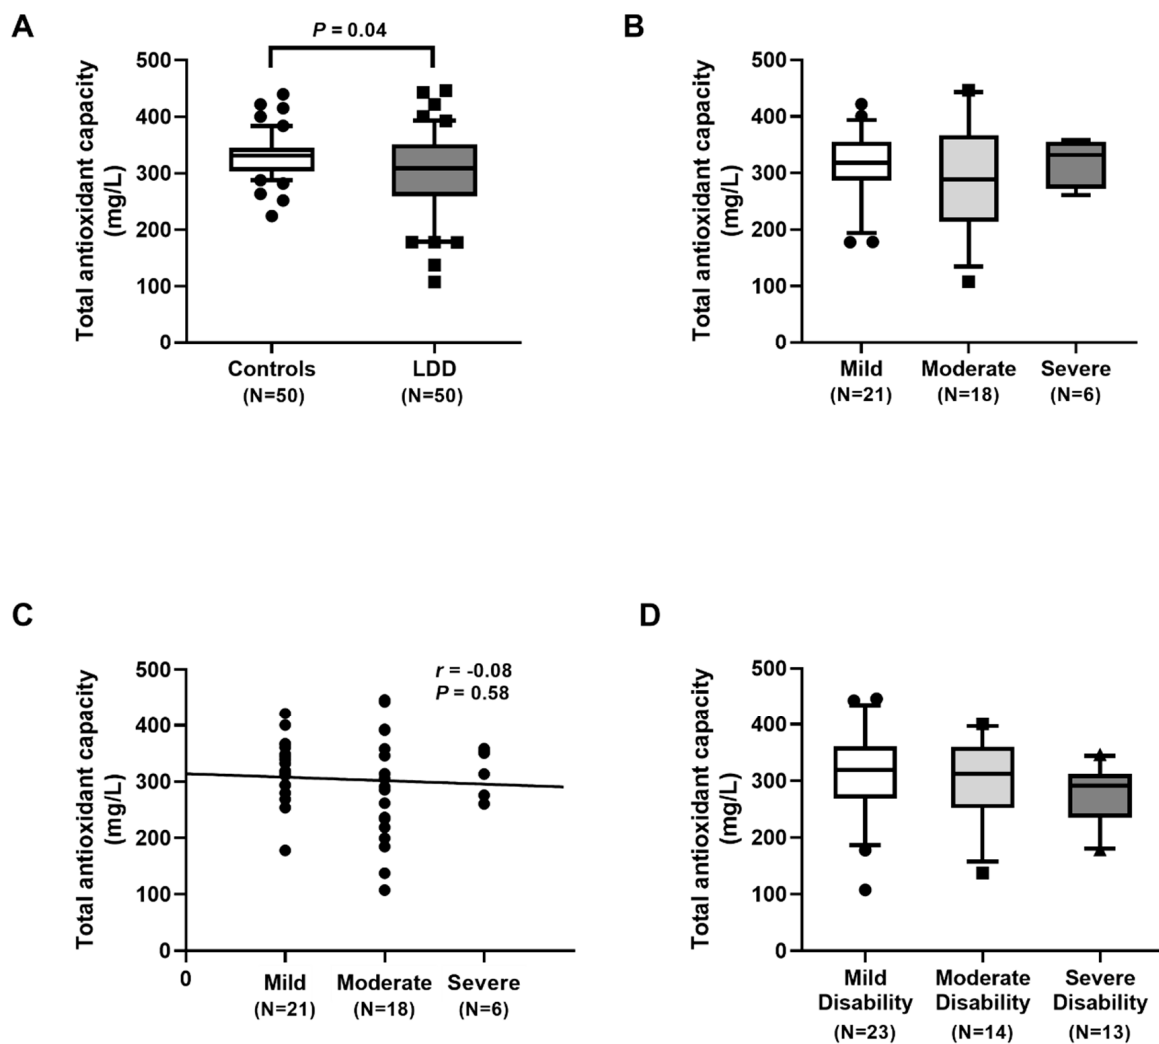 A
P = 0.04
Total antioxidant capacity
(mg/L)
500
400
300
200
100
0
Controls
(N=50)
LDD
(N=50)
B
Total antioxidant capacity
(mg/L)
500
400
300
200
100
0
Mild
(N=21)
Moderate
(N=18)
Severe
(N=6)
C
r = -0.08
P = 0.58
Total antioxidant capacity
(mg/L)
500
400
300
200
100
0
0
Mild
(N=21)
Moderate
(N=18)
Severe
(N=6)
D
Total antioxidant capacity
(mg/L)
500
400
300
200
100
0
Mild
Disability
(N=23)
Moderate
Disability
(N=14)
Severe
Disability
(N=13)